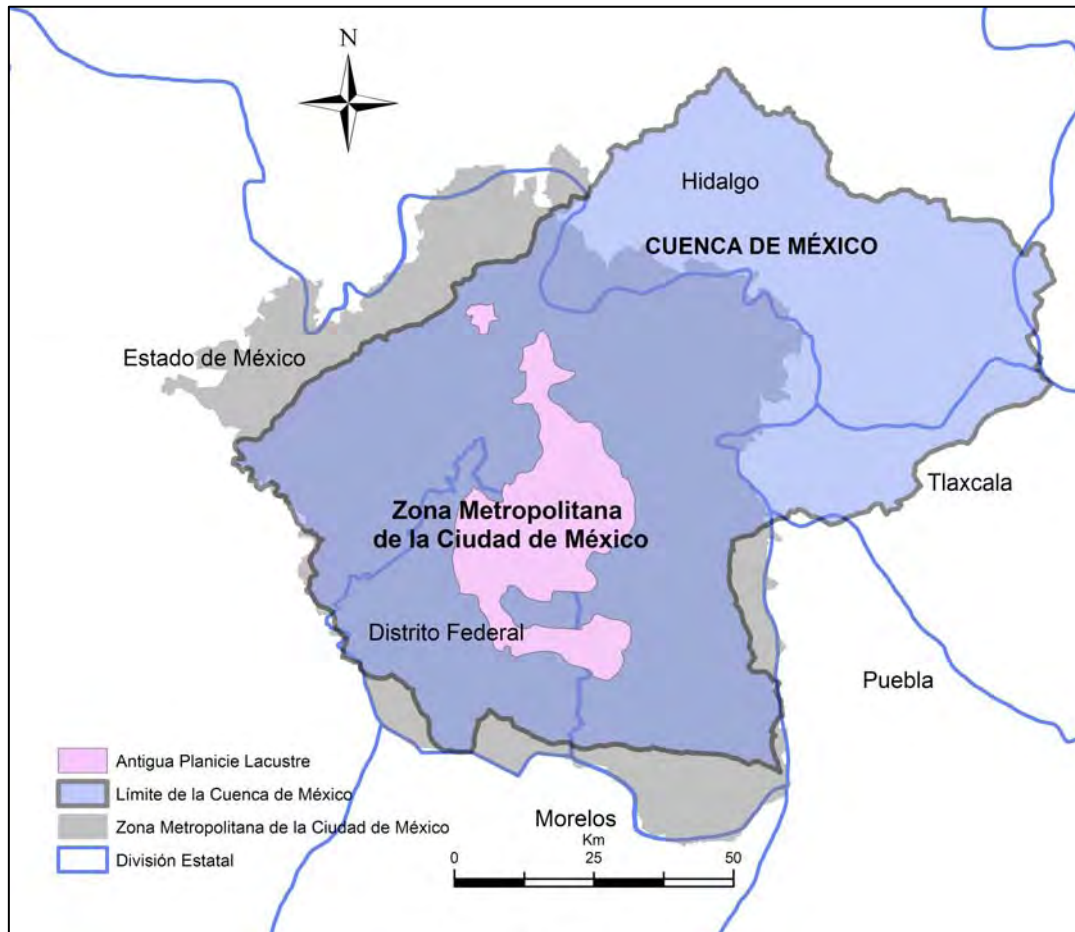 N
Hidalgo
CUENCA DE MÉXICO
Estado de México
Tlaxcala
Zona Metropolitana
de la Ciudad de México
Distrito Federal
Puebla
Antigua Planicie Lacustre
Límite de la Cuenca de México
Zona Metropolitana de la Ciudad de México
División Estatal
Morelos
Km
0 25 50